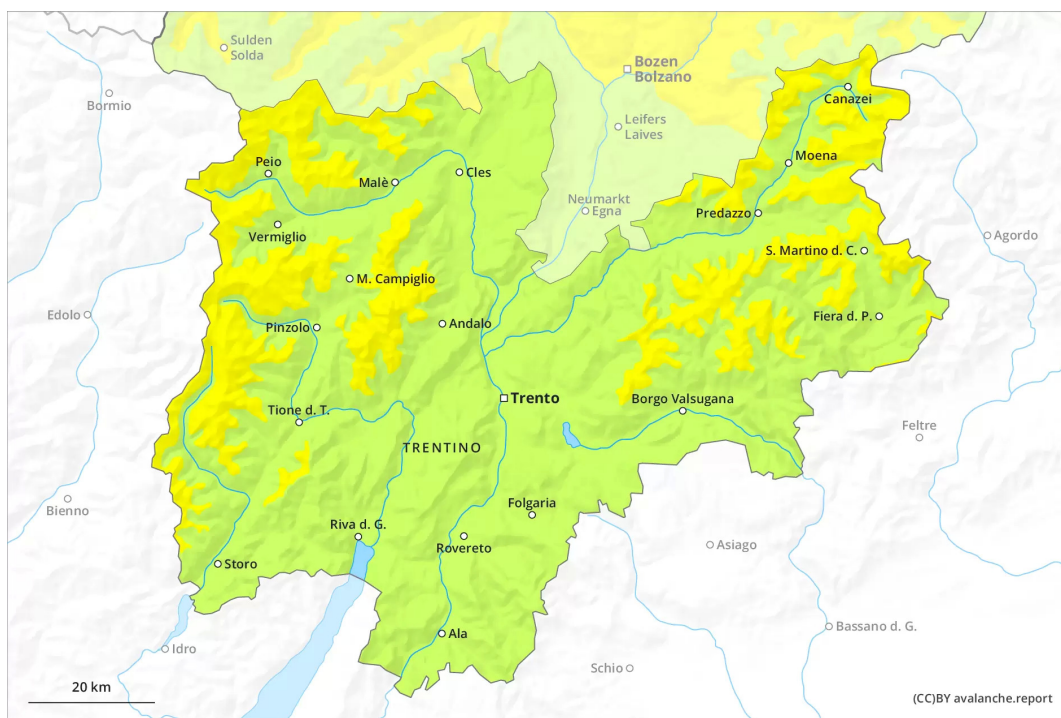 Sulden
Solda
Bozen
Bolzano
Bormio
Canazei
Leifers
Laives
Peio
Moena
Malè
Cles
Neumarkt
Egna
Predazzo
Vermiglio
Agordo
S. Martino d. C.
M. Campiglio
Edolo
Pinzolo
Andalo
Fiera d. P.
Trento
Borgo Valsugana
Tione d. T.
Feltre
TRENTINO
Bienno
Folgaria
Riva d. G.
Rovereto
Asiago
Storo
Bassano d. G.
Ala
Idro
Schio
20 km
(CC)BY avalanche.report